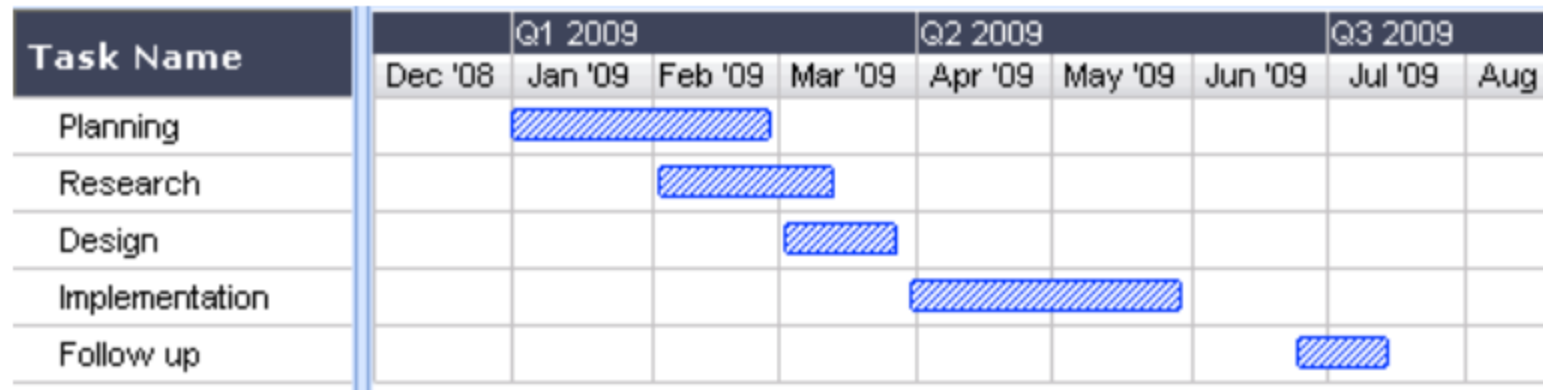 Task Name
Q1 2009 Q2 2009 Q3 2009
Dec '08 Jan '09 Feb '09 Mar '09 Apr '09 May '09 Jun '09 Jul '09 Aug
Planning
Research
Design
Implementation
Follow up